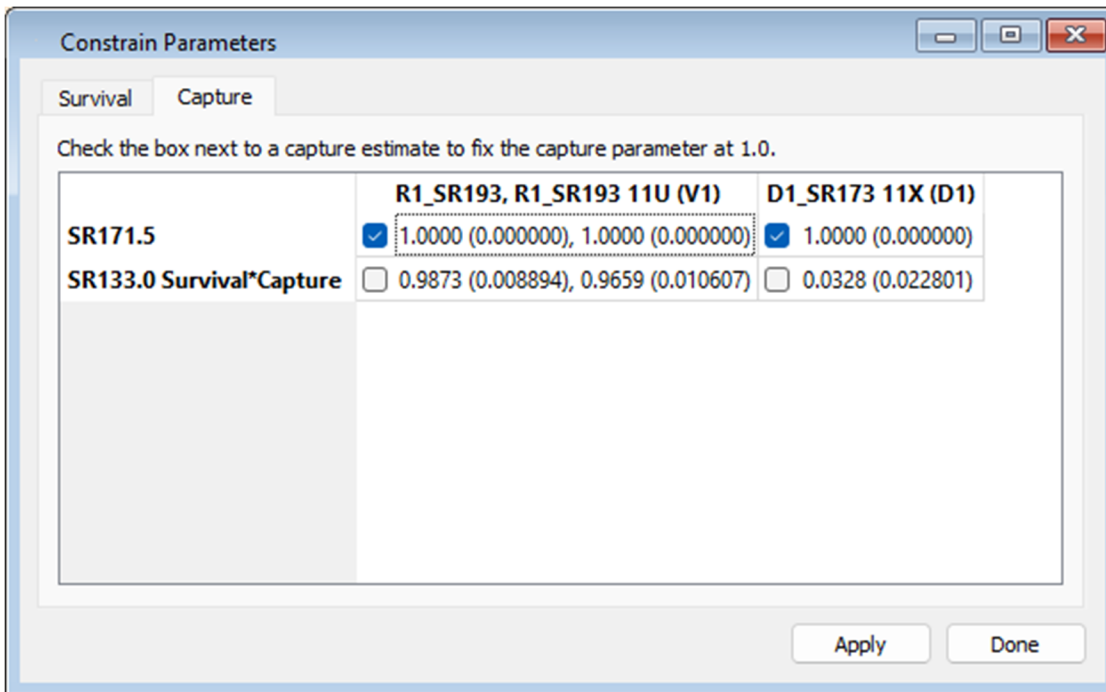 Constrain Parameters
Survival Capture
Check the box next to a capture estimate to fix the capture parameter at 1.0.
R1_SR193, R1_SR193 11U (V1) D1_SR173 11X (D1)
SR171.5 1.0000 (0.000000), 1.0000 (0.000000) 1.0000 (0.000000)
SR133.0 Survival*Capture 0.9873 (0.008894), 0.9659 (0.010607) 0.0328 (0.022801)
Apply Done